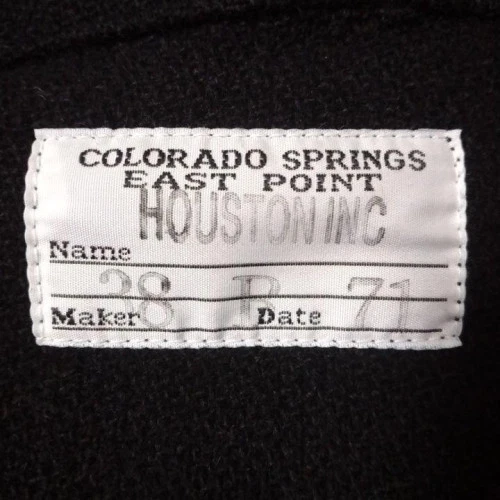 COLORADO SPRINGS
EAST POINT
HOUSTON INC
Name
38 B 71
Maker Date